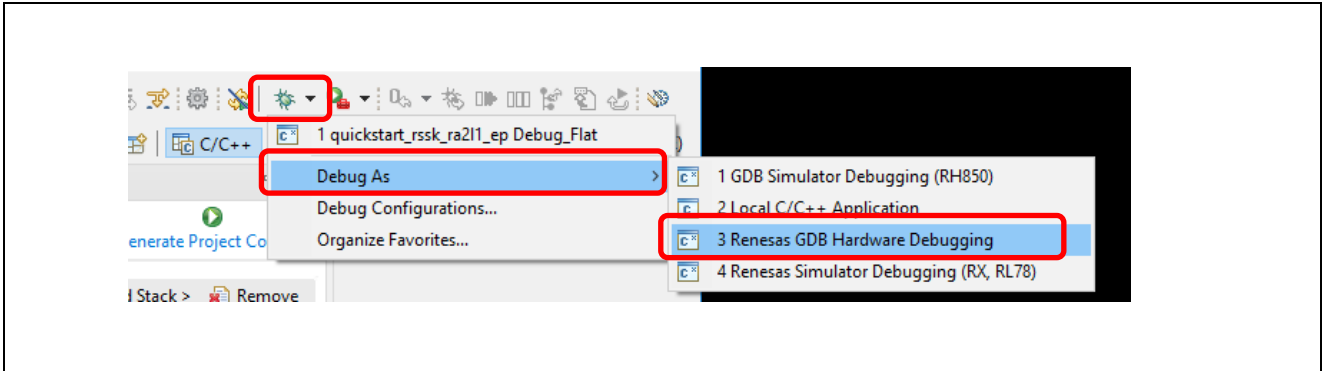 1 quickstart_rssk_ra2l1_ep Debug_Flat
C/C++
Debug As
1 GDB Simulator Debugging (RH850)
Debug Configurations...
2 Local C/C++ Application
enerate Project Co
Organize Favorites...
3 Renesas GDB Hardware Debugging
4 Renesas Simulator Debugging (RX, RL78)
d Stack > Remove